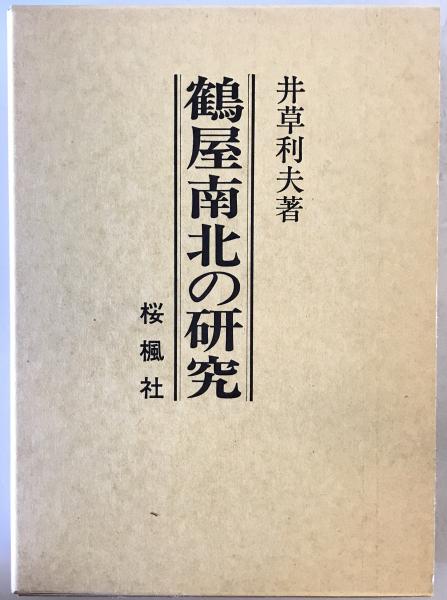 井草利夫著
鶴屋南北の研究
桜楓社